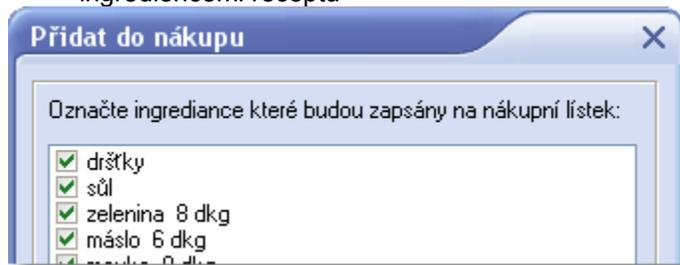 Přidat do nákupu
Označte ingrediance které budou zapsány na nákupní lístek:
dršťky
sůl
zelenina 8 dkg
máslo 6 dkg